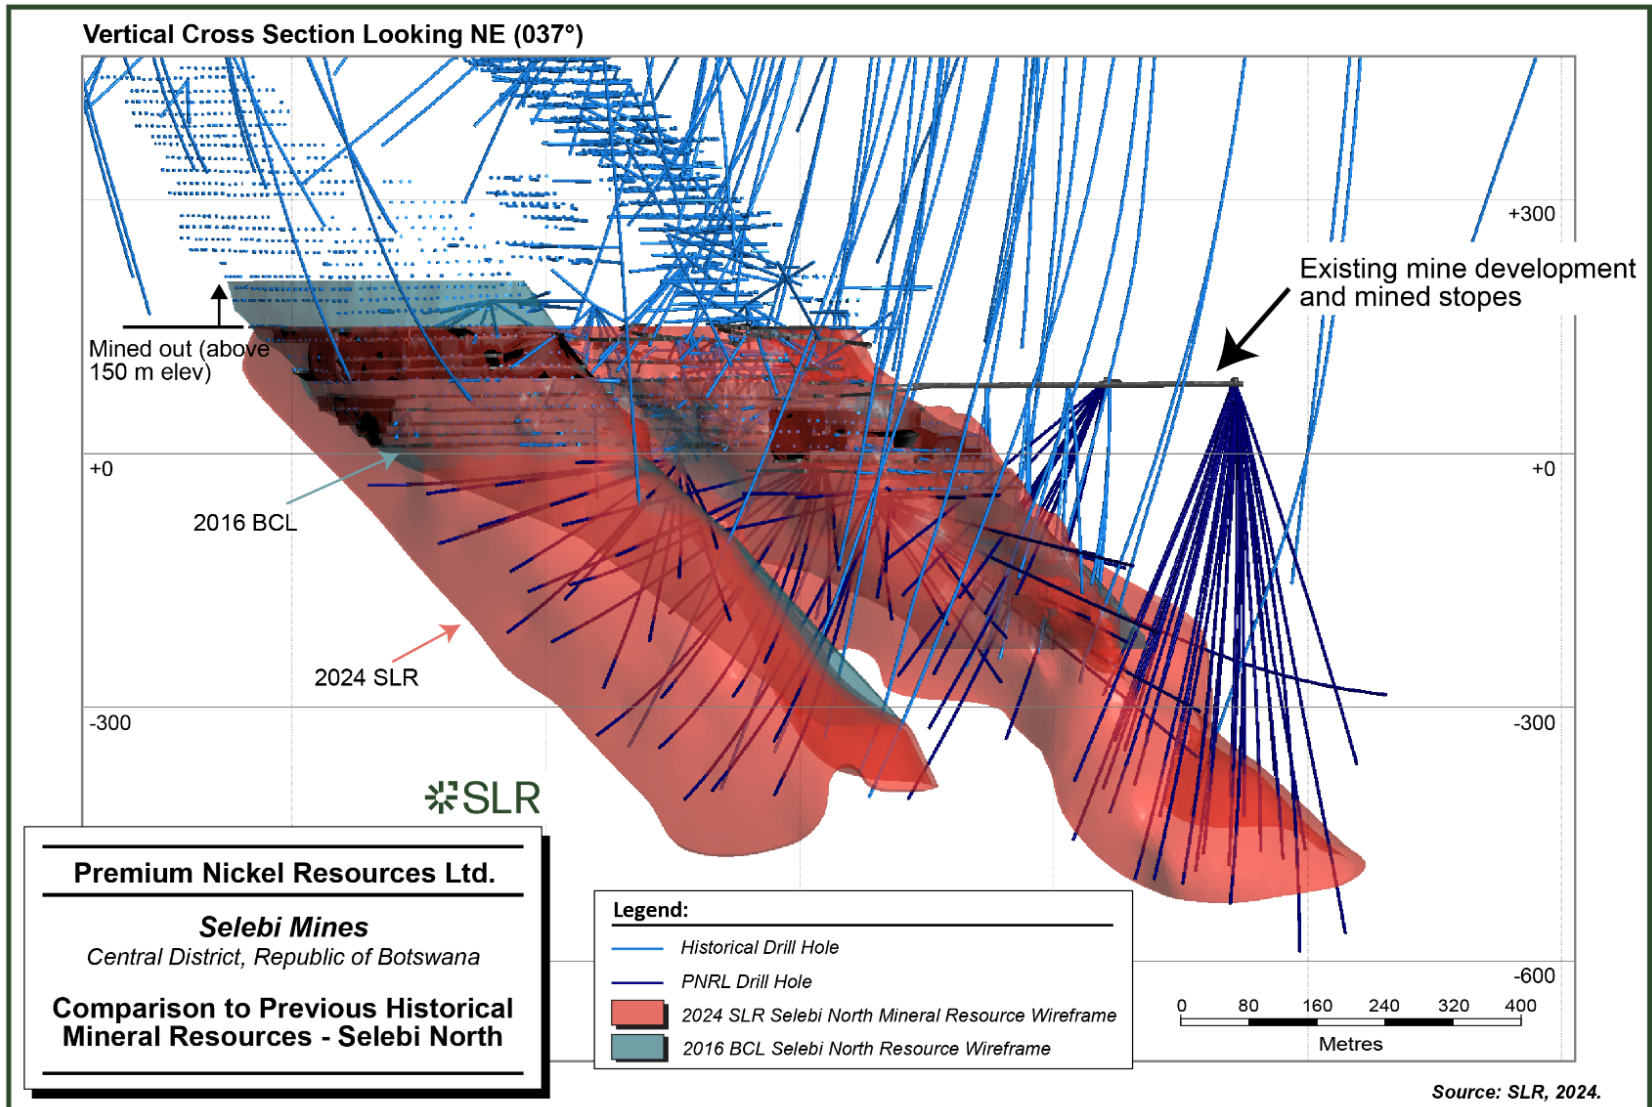 Vertical Cross Section Looking NE (037°)
+300
Existing mine development
and mined stopes
Mined out (above
150 m elev)
+0
+0
2016 BCL
2024 SLR
-300
-300
SLR
Premium Nickel Resources Ltd.
Selebi Mines
Central District, Republic of Botswana
Comparison to Previous Historical
Mineral Resources - Selebi North
Legend:
Historical Drill Hole
PNRL Drill Hole
2024 SLR Selebi North Mineral Resource Wireframe
2016 BCL Selebi North Resource Wireframe
-600
0 80 160 240 320 400
Metres
Source: SLR, 2024.